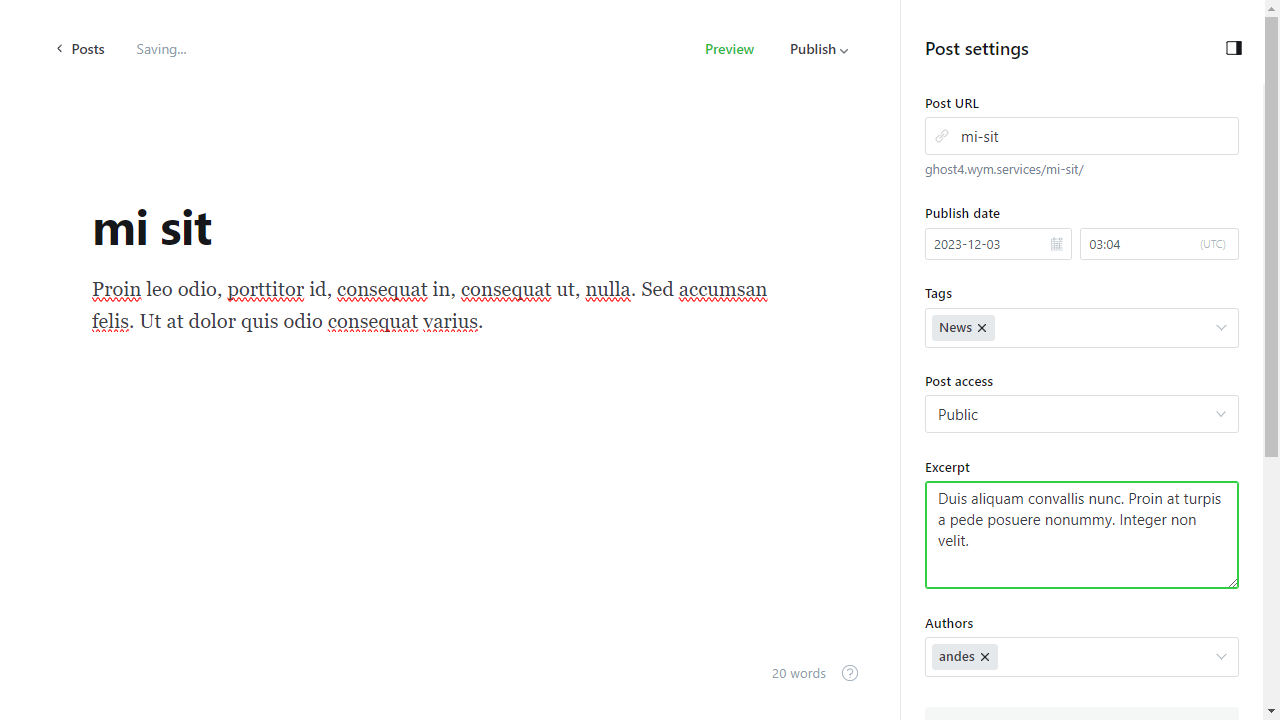 Posts
Saving...
Preview
Publish
Post settings
Post URL
mi-sit
ghost4.wym.services/mi-sit/
Publish date
2023-12-03
03:04
(UTC)
Tags
News
Post access
Public
Excerpt
Duis aliquam convallis nunc. Proin at turpis
a pede posuere nonummy. Integer non
velit.
Authors
andes
mi sit
Proin leo odio, porttitor id, consequat in, consequat ut, nulla. Sed accumsan
felis. Ut at dolor quis odio consequat varius.
20 words
?